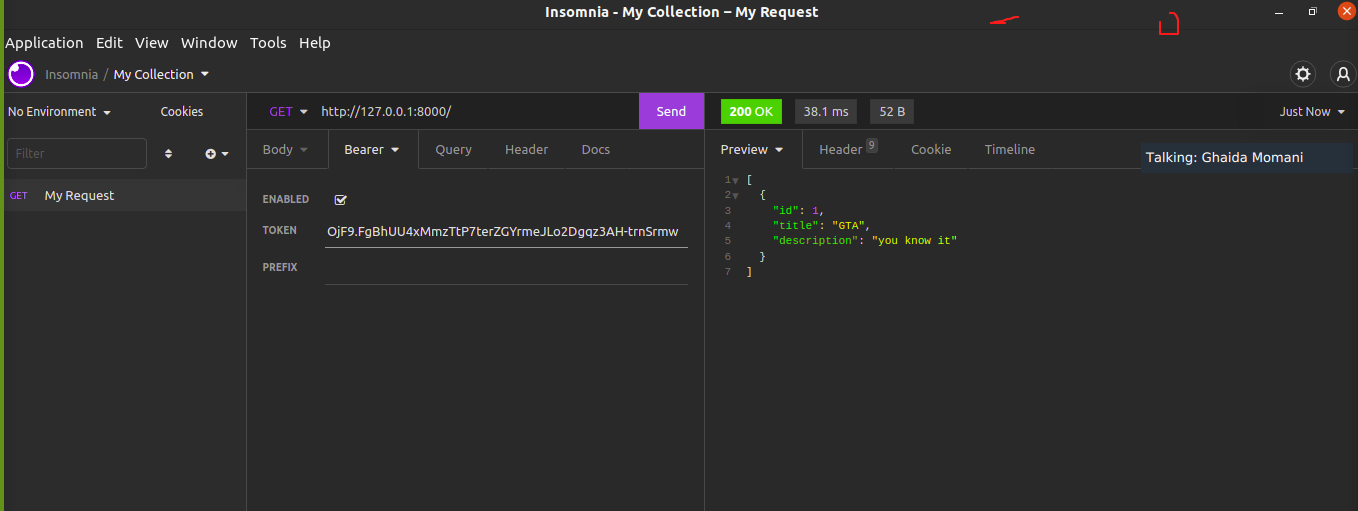 Insomnia - My Collection – My Request
Application Edit View Window Tools Help
Insomnia / My Collection
No Environment Cookies
GET http://127.0.0.1:8000/ Send
200 OK 38.1 ms 52 B Just Now
Filter
Body Bearer Query Header Docs
Preview Header 9 Cookie Timeline
Talking: Ghaida Momani
GET My Request
ENABLED
TOKEN OjF9.FgBhUU4xMmzTtP7terZGYrmeJLo2Dgqz3AH-trnSrmw
PREFIX
1 [
2 {
3 "id": 1,
4 "title": "GTA",
5 "description": "you know it"
6 }
7 ]